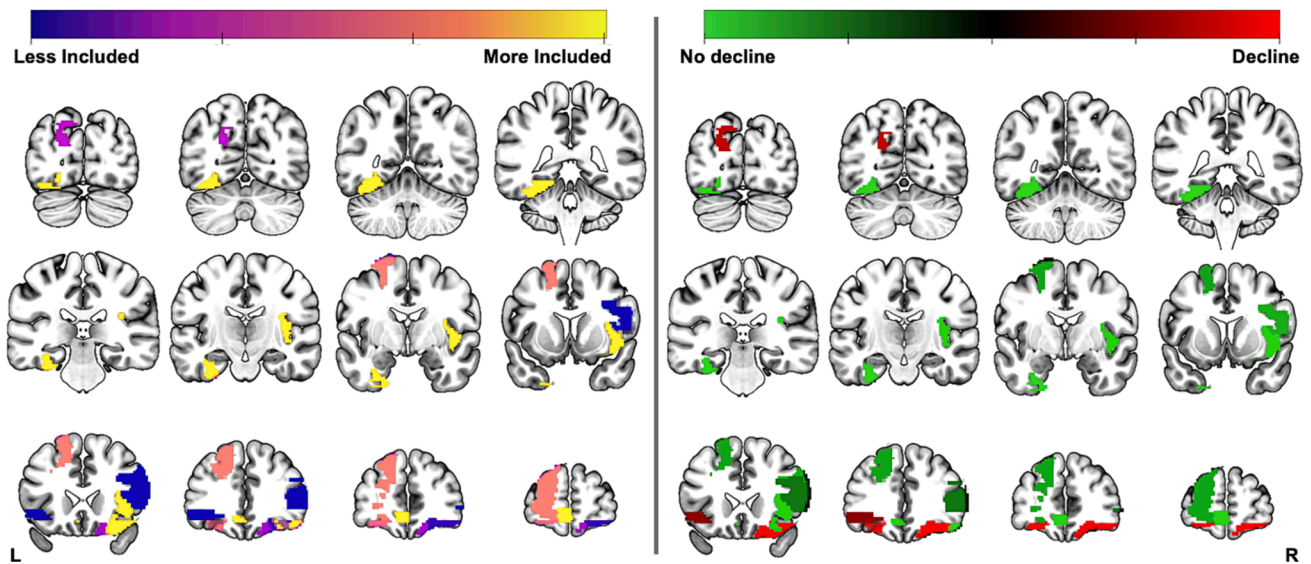 Less Included
More Included
No decline
Decline
L
R